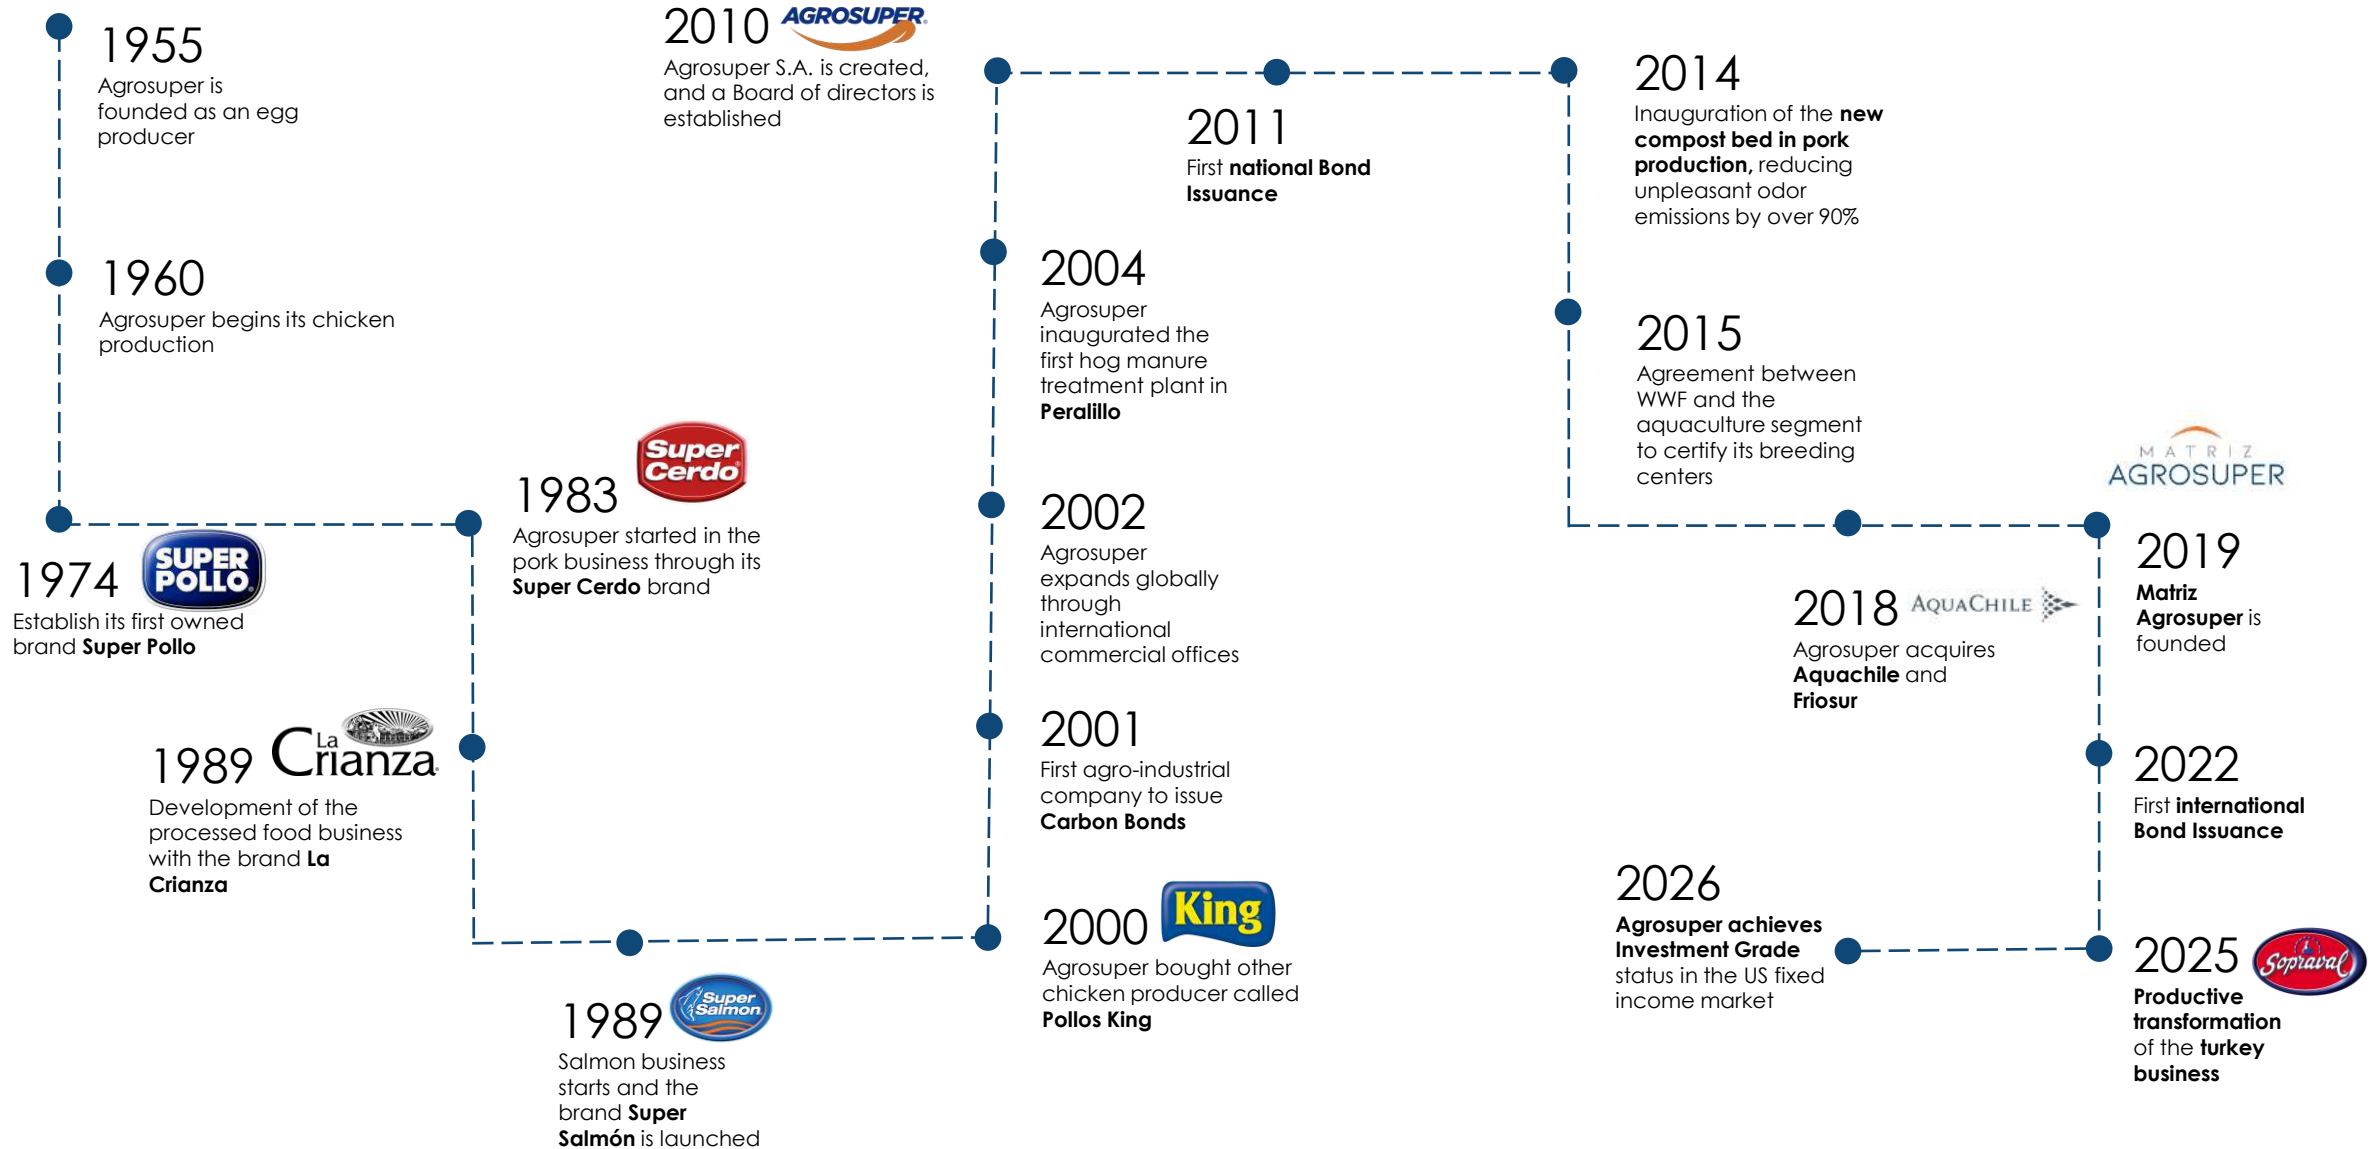 1955
Agrosuper is
founded as an egg
producer
1960
Agrosuper begins its chicken
production
1974
SUPER
POLLO
Establish its first owned
brand Super Pollo
1983
Super
Cerdo
Agrosuper started in the
pork business through its
Super Cerdo brand
1989
La
Crianza
Development of the
processed food business
with the brand La
Crianza
1989
Super
Salmon
Salmon business
starts and the
brand Super
Salmón is launched
2000
King
Agrosuper bought other
chicken producer called
Pollos King
2001
First agro-industrial
company to issue
Carbon Bonds
2002
Agrosuper
expands globally
through
international
commercial offices
2004
Agrosuper
inaugurated the
first hog manure
treatment plant in
Peralillo
2010
AGROSUPER
Agrosuper S.A. is created,
and a Board of directors is
established
2011
First national Bond
Issuance
2014
Inauguration of the new
compost bed in pork
production, reducing
unpleasant odor
emissions by over 90%
2015
Agreement between
WWF and the
aquaculture segment
to certify its breeding
centers
2018
AQUACHILE
Agrosuper acquires
Aquachile and
Friosur
MATRIZ
AGROSUPER
2019
Matriz
Agrosuper is
founded
2022
First international
Bond Issuance
2025
Sopraval
Productive
transformation
of the turkey
business
2026
Agrosuper achieves
Investment Grade
status in the US fixed
income market